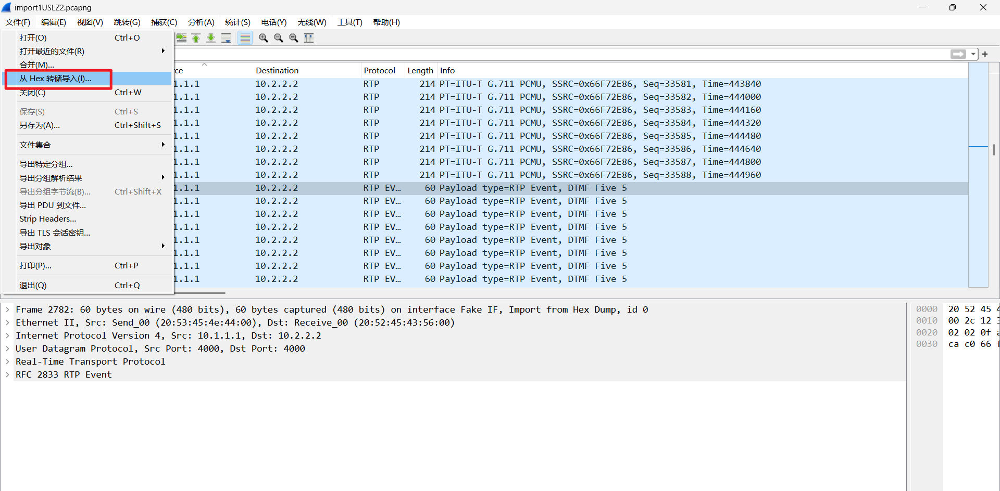 import1USLZ2.pcapng
文件(F) 编辑(E) 视图(V) 跳转(G) 捕获(C) 分析(A) 统计(S) 电话(Y) 无线(W) 工具(T) 帮助(H)
打开(O) Ctrl+O
打开最近的文件(R)
合并(M)...
从 Hex 转储导入(I)...
关闭(C) Ctrl+W
保存(S) Ctrl+S
另存为(A)... Ctrl+Shift+S
文件集合
导出特定分组...
导出分组解析结果
导出分组字节流(B)... Ctrl+Shift+X
导出 PDU 到文件...
Strip Headers...
导出 TLS 会话密钥...
导出对象
打印(P)... Ctrl+P
退出(Q) Ctrl+Q
ce Destination Protocol Length Info
1.1.1 10.2.2.2 RTP 214 PT=ITU-T G.711 PCMU, SSRC=0x66F72E86, Seq=33581, Time=443840
1.1.1 10.2.2.2 RTP 214 PT=ITU-T G.711 PCMU, SSRC=0x66F72E86, Seq=33582, Time=444000
1.1.1 10.2.2.2 RTP 214 PT=ITU-T G.711 PCMU, SSRC=0x66F72E86, Seq=33583, Time=444160
1.1.1 10.2.2.2 RTP 214 PT=ITU-T G.711 PCMU, SSRC=0x66F72E86, Seq=33584, Time=444320
1.1.1 10.2.2.2 RTP 214 PT=ITU-T G.711 PCMU, SSRC=0x66F72E86, Seq=33585, Time=444480
1.1.1 10.2.2.2 RTP 214 PT=ITU-T G.711 PCMU, SSRC=0x66F72E86, Seq=33586, Time=444640
1.1.1 10.2.2.2 RTP 214 PT=ITU-T G.711 PCMU, SSRC=0x66F72E86, Seq=33587, Time=444800
1.1.1 10.2.2.2 RTP 214 PT=ITU-T G.711 PCMU, SSRC=0x66F72E86, Seq=33588, Time=444960
1.1.1 10.2.2.2 RTP EV... 60 Payload type=RTP Event, DTMF Five 5
1.1.1 10.2.2.2 RTP EV... 60 Payload type=RTP Event, DTMF Five 5
1.1.1 10.2.2.2 RTP EV... 60 Payload type=RTP Event, DTMF Five 5
1.1.1 10.2.2.2 RTP EV... 60 Payload type=RTP Event, DTMF Five 5
1.1.1 10.2.2.2 RTP EV... 60 Payload type=RTP Event, DTMF Five 5
1.1.1 10.2.2.2 RTP EV... 60 Payload type=RTP Event, DTMF Five 5
1.1.1 10.2.2.2 RTP EV... 60 Payload type=RTP Event, DTMF Five 5
1.1.1 10.2.2.2 RTP EV... 60 Payload type=RTP Event, DTMF Five 5
Frame 2782: 60 bytes on wire (480 bits), 60 bytes captured (480 bits) on interface Fake IF, Import from Hex Dump, id 0
Ethernet II, Src: Send_00 (20:53:45:4e:44:00), Dst: Receive_00 (20:52:45:43:56:00)
Internet Protocol Version 4, Src: 10.1.1.1, Dst: 10.2.2.2
User Datagram Protocol, Src Port: 4000, Dst Port: 4000
Real-Time Transport Protocol
RFC 2833 RTP Event
0000 20 52 45
0010 00 2c 12
0020 02 02 0f
0030 ca c0 66